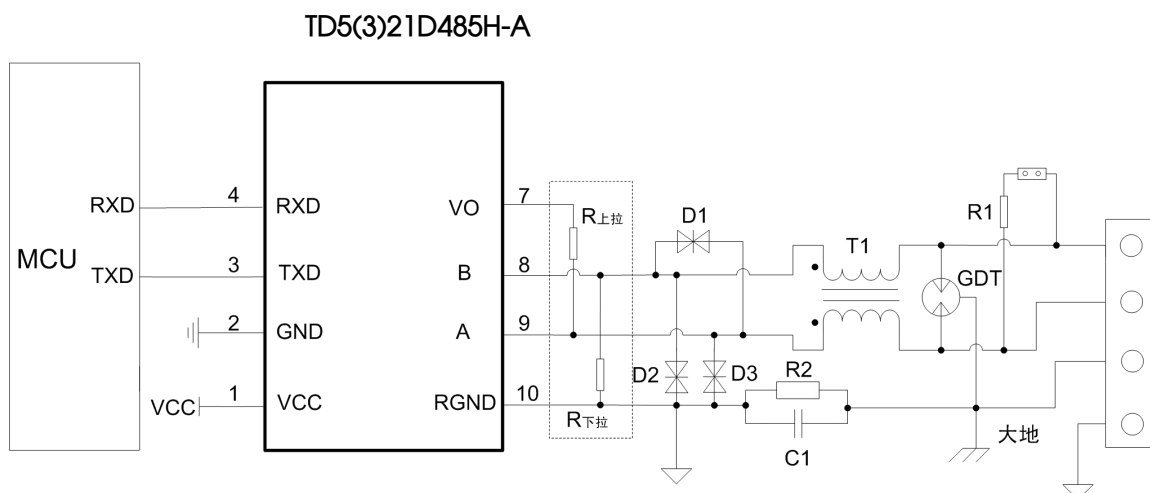 TD5(3)21D485H-A
MCU
RXD
TXD
4
3
2
1
RXD
TXD
GND
VCC
VCC
VO
B
A
RGND
7
8
9
10
R上拉
R下拉
D1
D2
D3
T1
R2
C1
GDT
R1
大地